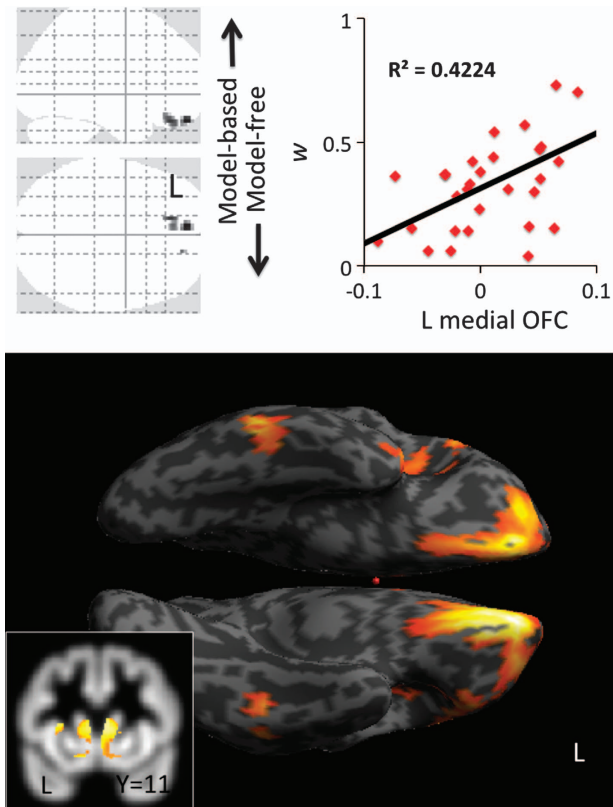 L
Model-based
Model-free
1
0.5
0
w
R² = 0.4224
-0.1
0
0.1
L medial OFC
L
Y=11
L